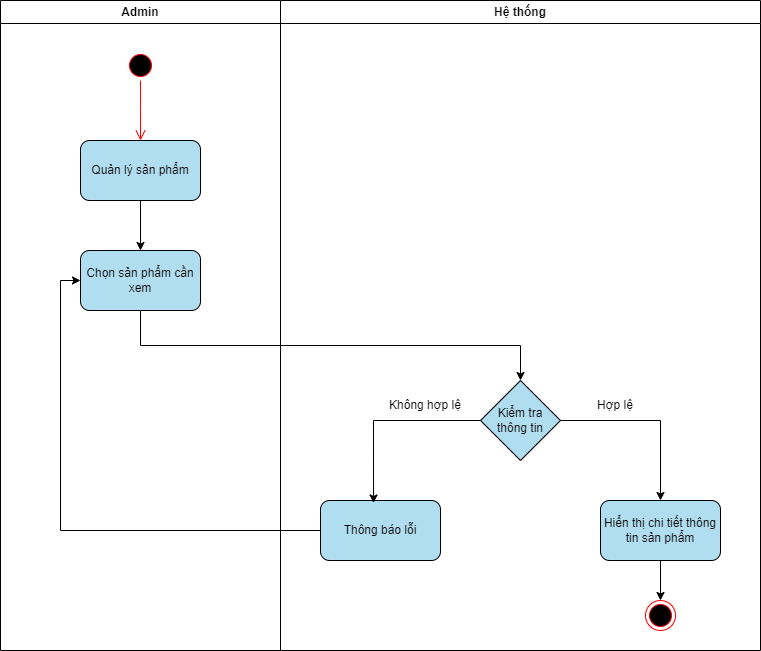 Admin
Hệ thống
Quản lý sản phẩm
Chọn sản phẩm cần
xem
Không hợp lệ
Hợp lệ
Kiểm tra
thông tin
Thông báo lỗi
Hiển thị chi tiết thông
tin sản phẩm